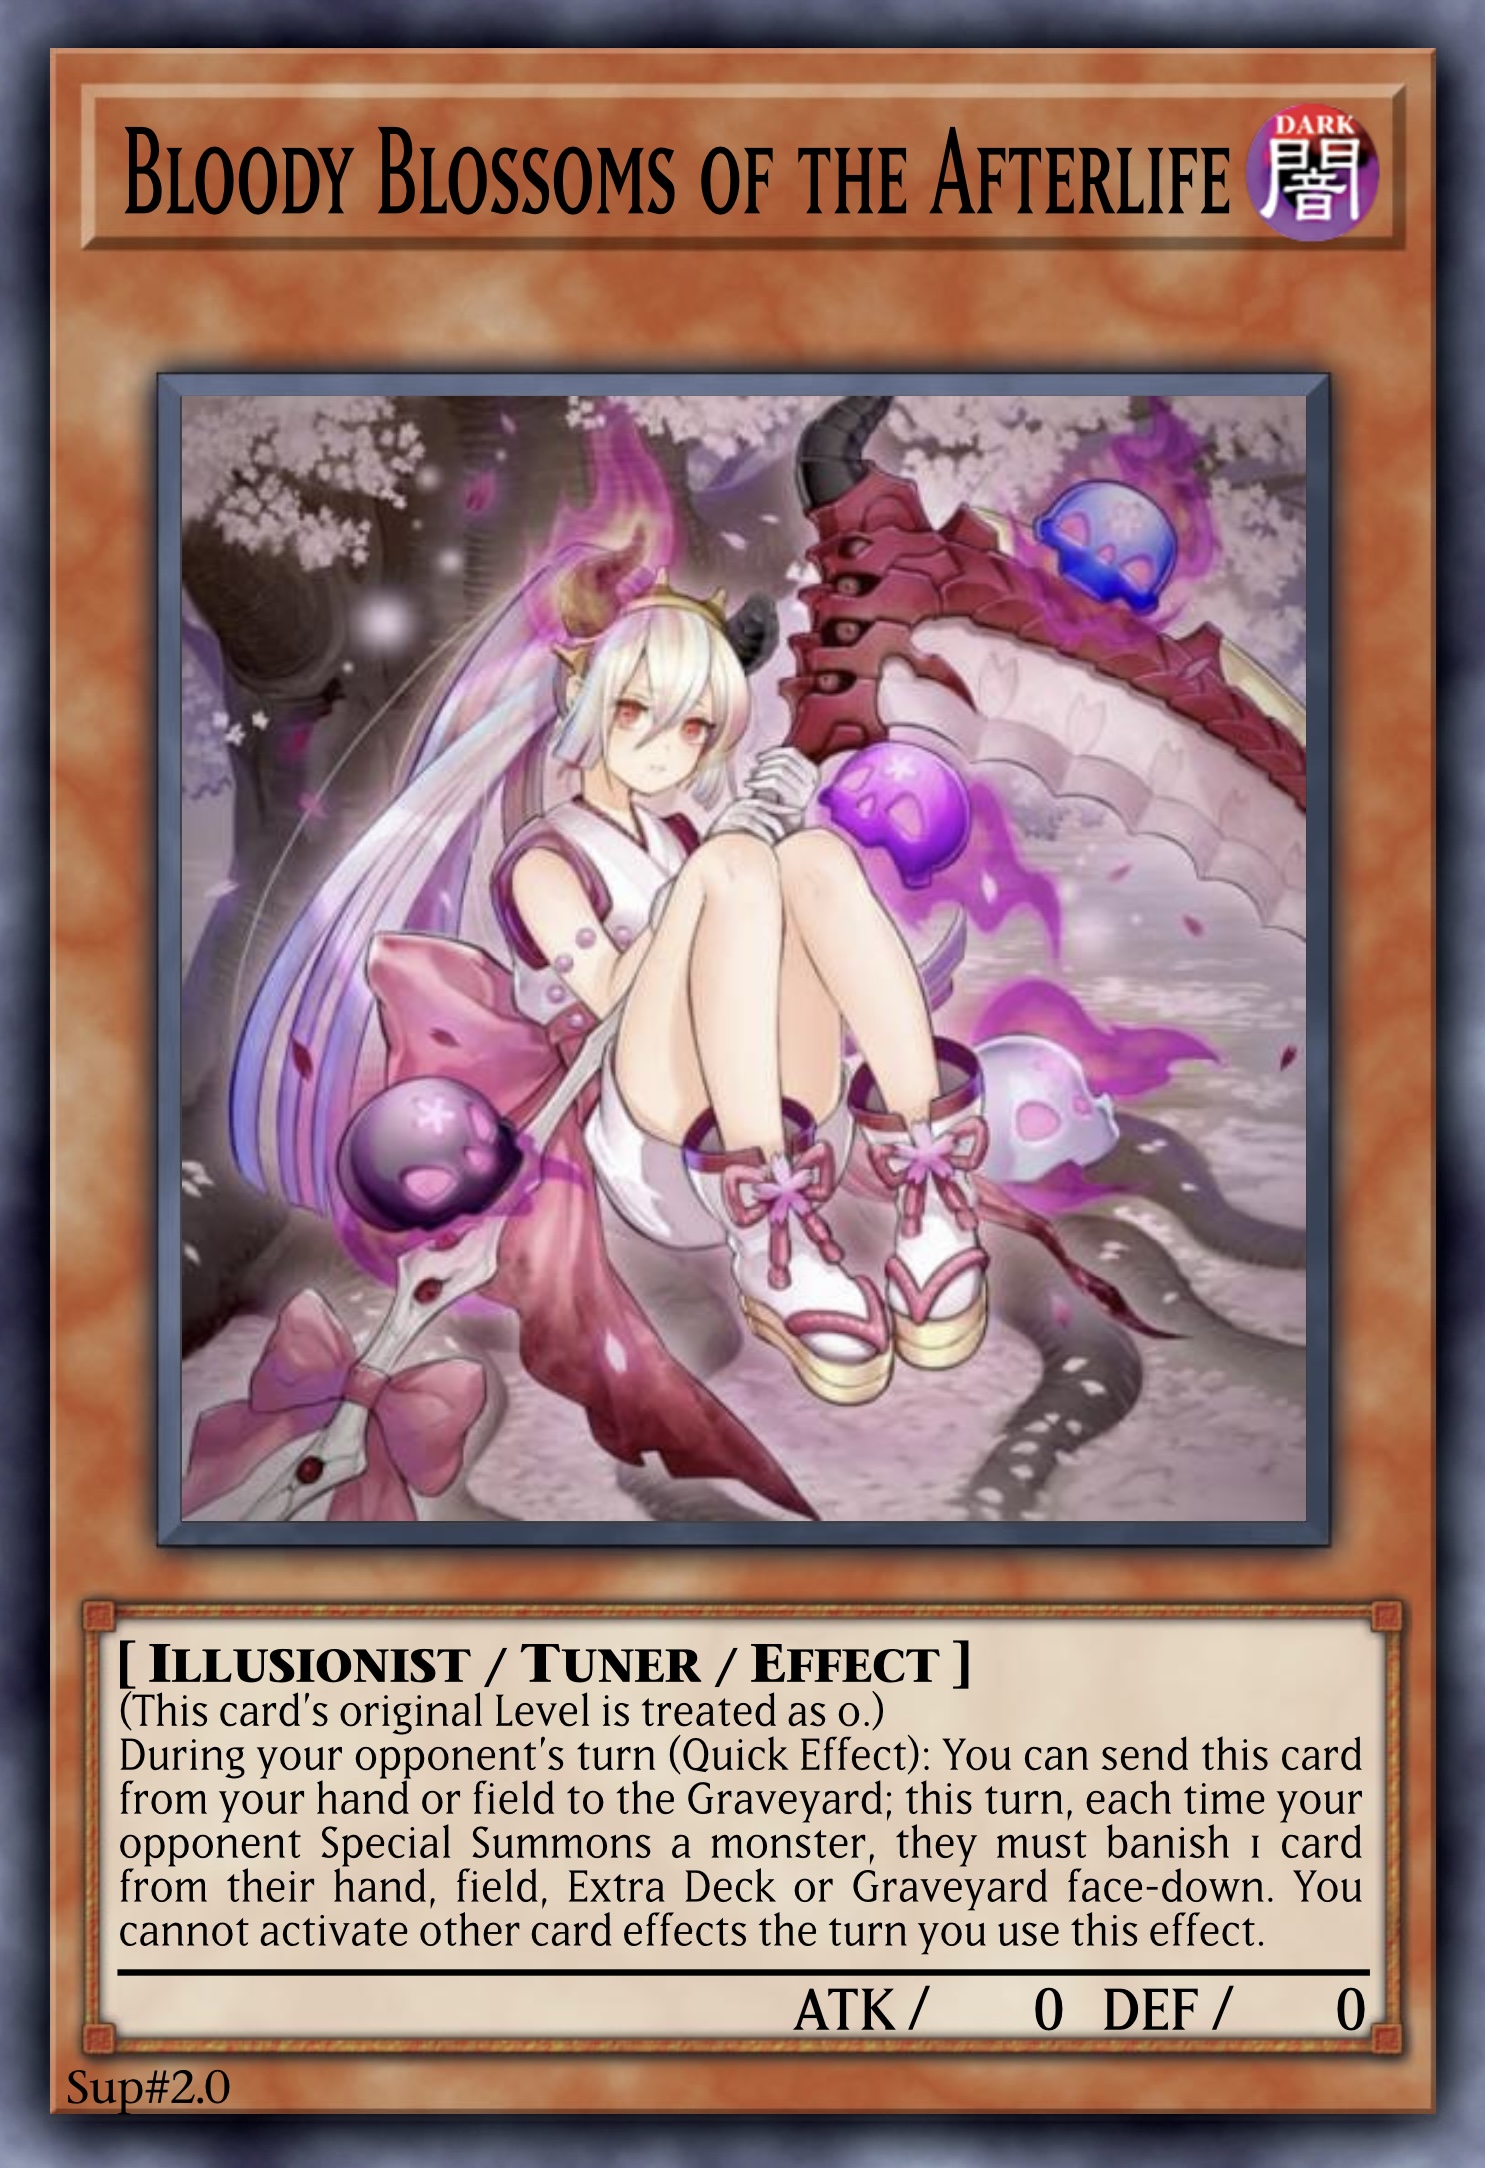 Bloody Blossoms of the Afterlife
DARK
闇
[ Illusionist / Tuner / Effect ]
(This card's original Level is treated as 0.)
During your opponent's turn (Quick Effect): You can send this card
from your hand or field to the Graveyard; this turn, each time your
opponent Special Summons a monster, they must banish 1 card
from their hand, field, Extra Deck or Graveyard face-down. You
cannot activate other card effects the turn you use this effect.
ATK / 0 DEF / 0
Sup#2.0